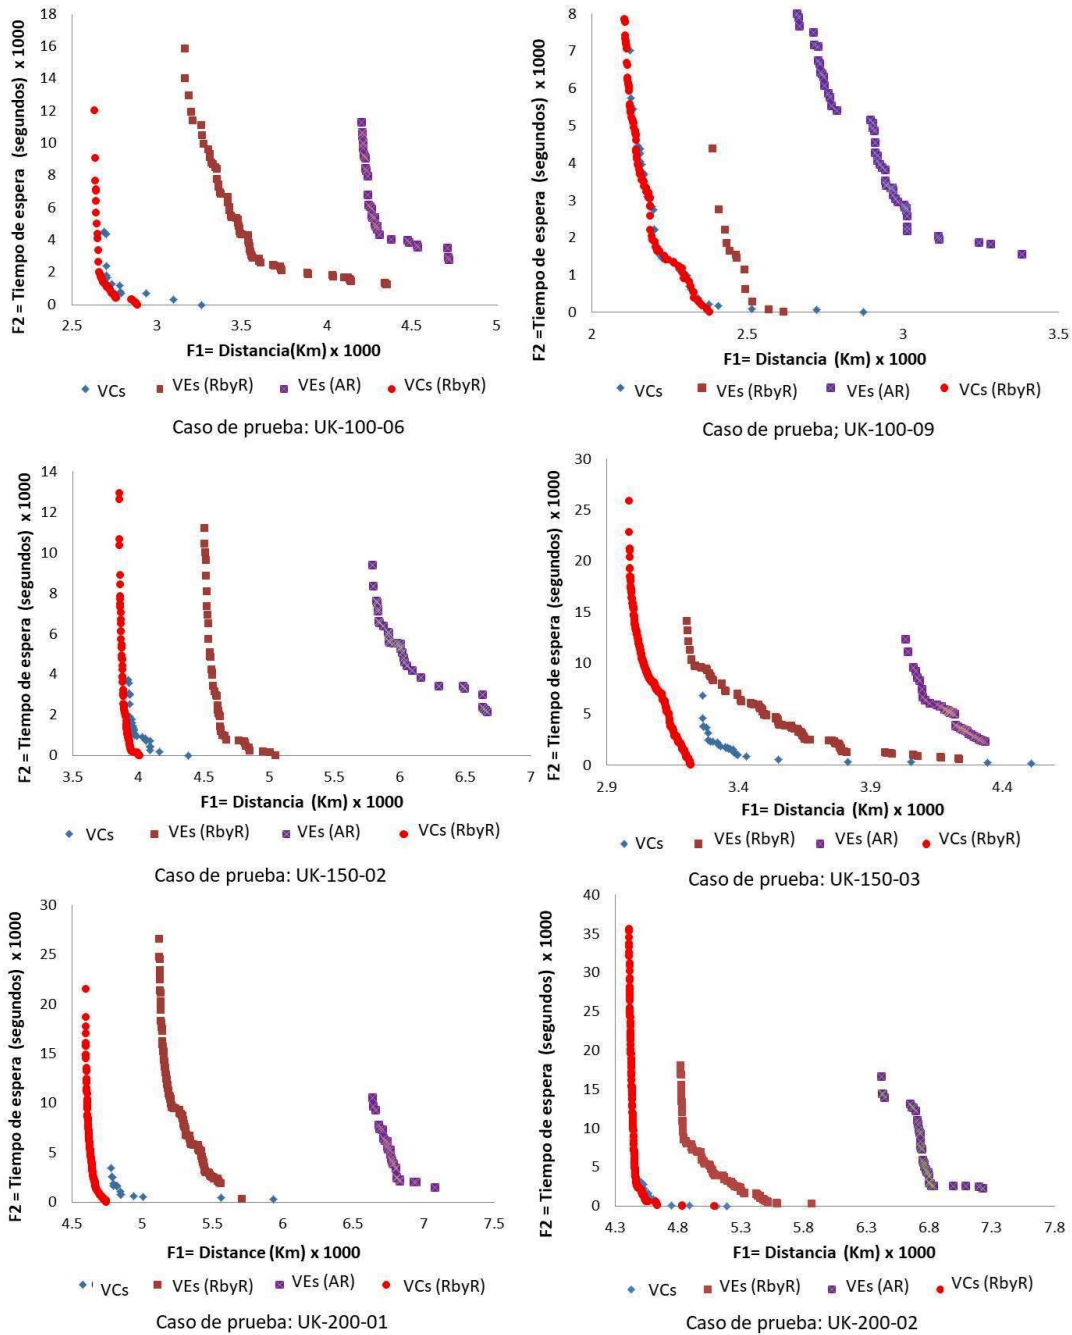 F2 = Tiempo de espera (segundos) x 1000
18
16
14
12
10
8
6
4
2
0
2.5 3 3.5 4 4.5 5
F1= Distancia(Km) x 1000
VCs VEs (RbyR) VEs (AR) VCs (RbyR)
Caso de prueba: UK-100-06
F2 =Tiempo de espera (segundos) x 1000
8
7
6
5
4
3
2
1
0
2 2.5 3 3.5
F1= Distancia (Km) x 1000
VCs VEs (RbyR) VEs (AR) VCs (RbyR)
Caso de prueba; UK-100-09
F2 = Tiempo de espera (segundos) x 1000
14
12
10
8
6
4
2
0
3.5 4 4.5 5 5.5 6 6.5 7
F1= Distancia (Km) x 1000
VCs VEs (RbyR) VEs (AR) VCs (RbyR)
Caso de prueba: UK-150-02
F2 = Tiempo de espera (segundos) x 1000
30
25
20
15
10
5
0
2.9 3.4 3.9 4.4
F1= Distancia (Km) x 1000
VCs VEs (RbyR) VEs (AR) VCs (RbyR)
Caso de prueba: UK-150-03
F2 = Tiempo de espera (segundos) x 1000
30
25
20
15
10
5
0
4.5 5 5.5 6 6.5 7 7.5
F1= Distance (Km) x 1000
VCs VEs (RbyR) VEs (AR) VCs (RbyR)
Caso de prueba: UK-200-01
F2 = Tiempo de espera (segundos) x 1000
40
35
30
25
20
15
10
5
0
4.3 4.8 5.3 5.8 6.3 6.8 7.3 7.8
F1= Distancia (Km) x 1000
VCs VEs (RbyR) VEs (AR) VCs (RbyR)
Caso de prueba: UK-200-02